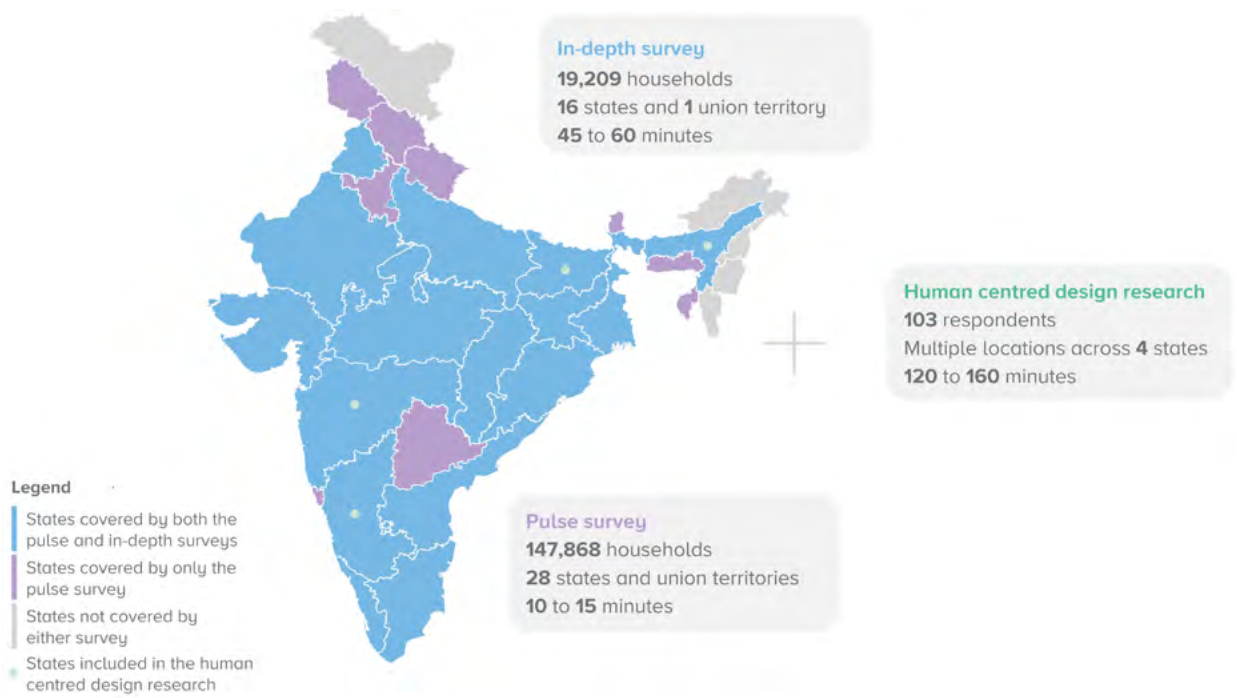 In-depth survey
19,209 households
16 states and 1 union territory
45 to 60 minutes
Human centred design research
103 respondents
Multiple locations across 4 states
120 to 160 minutes
Pulse survey
147,868 households
28 states and union territories
10 to 15 minutes
Legend
States covered by both the
pulse and in-depth surveys
States covered by only the
pulse survey
States not covered by
either survey
States included in the human
centred design research